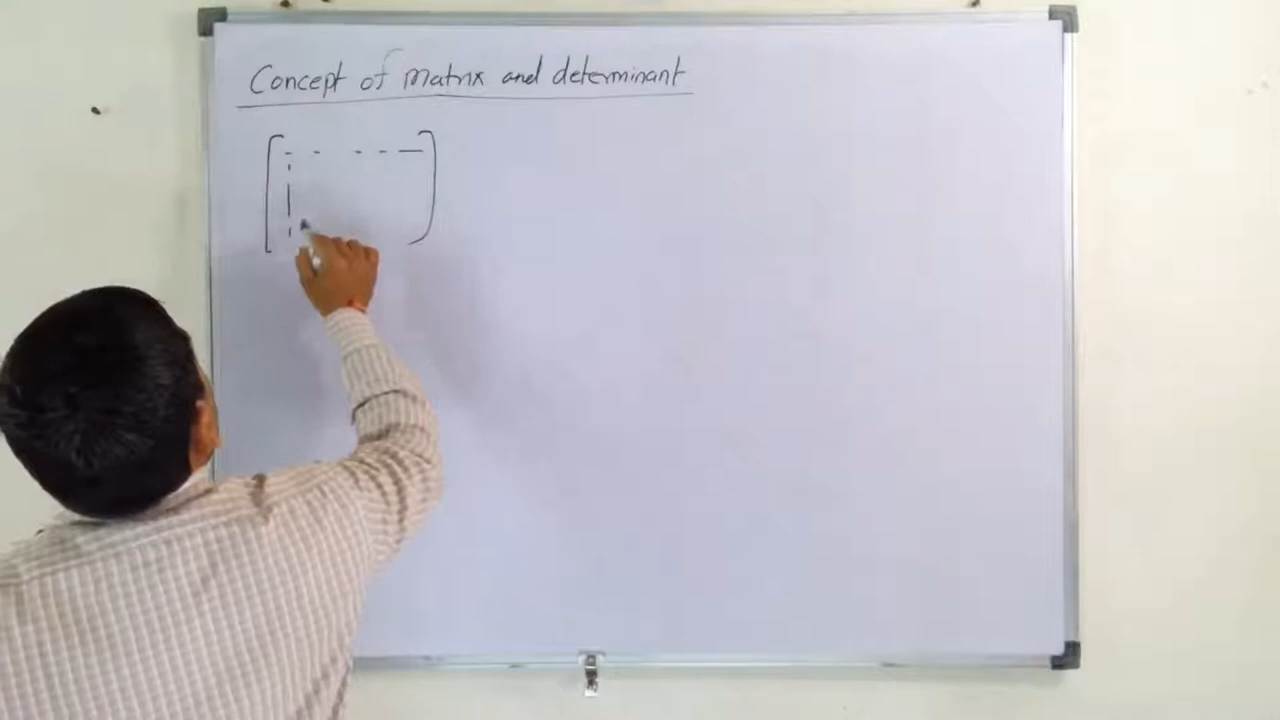 Concept of Matrix and determinant